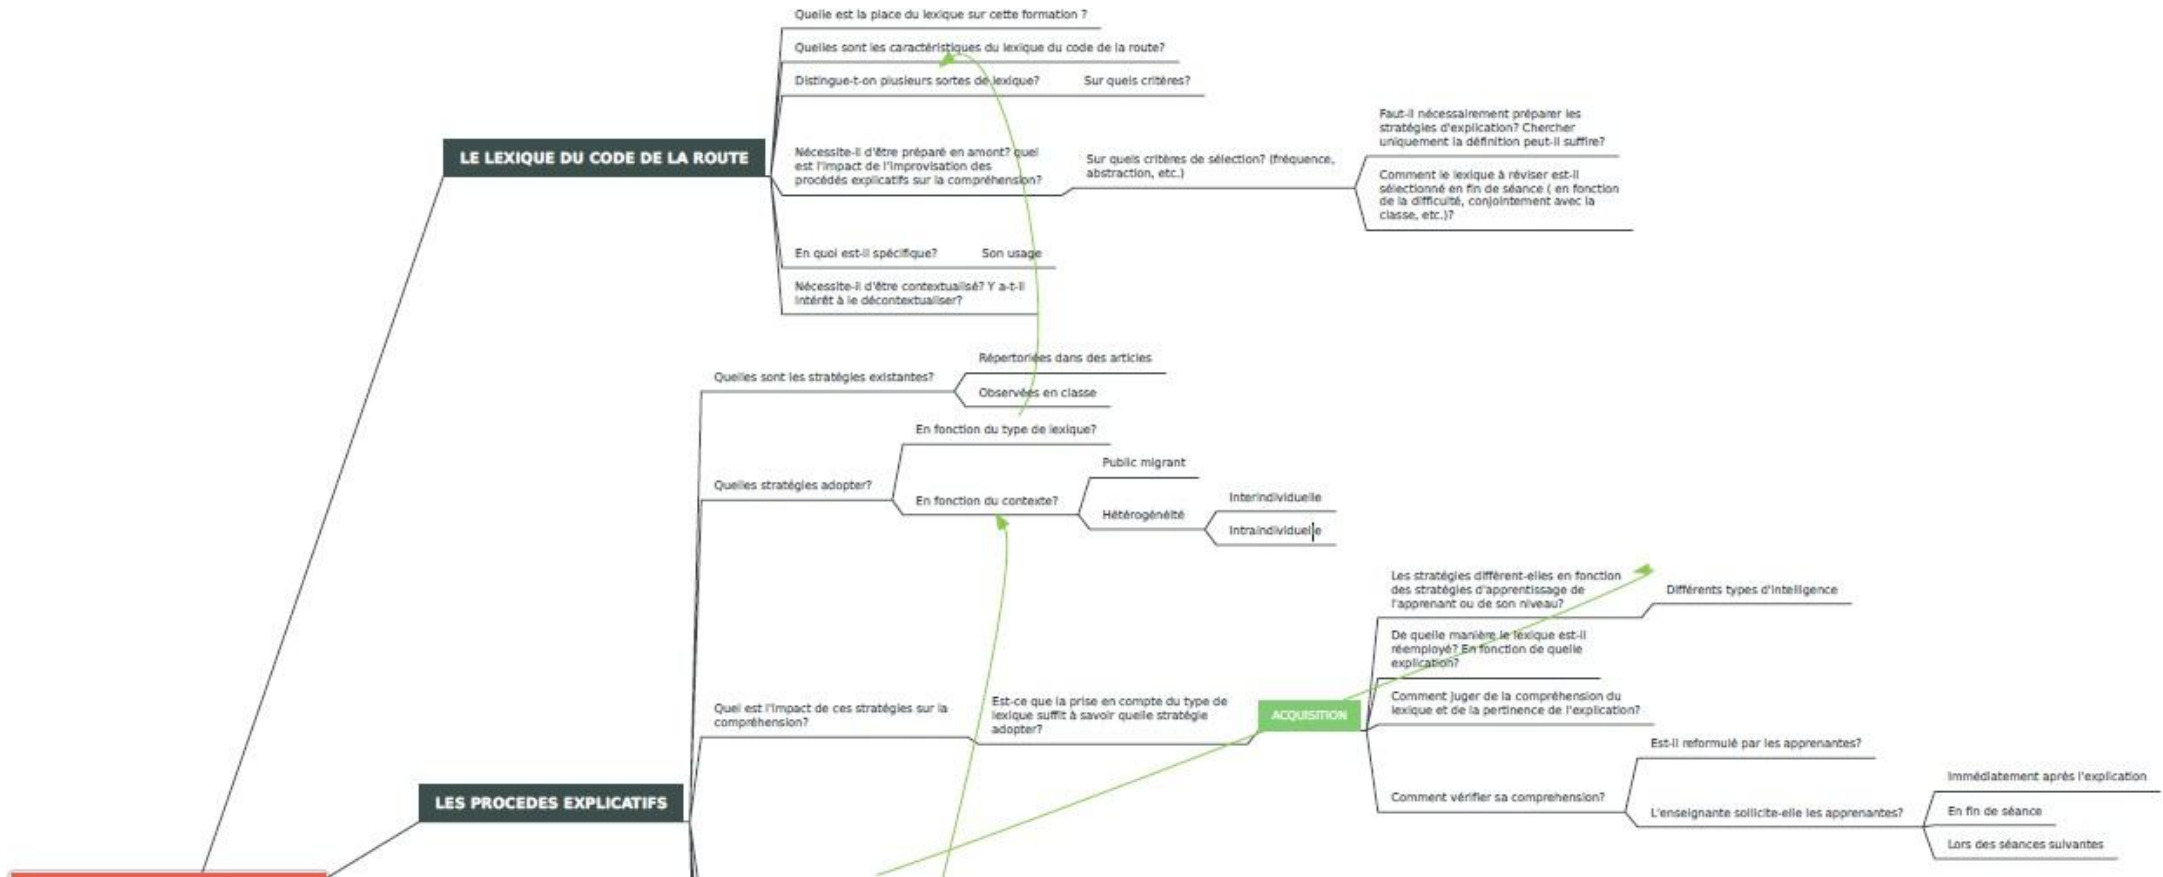 Quelle est la place du lexique sur cette formation ?
Quelles sont les caractéristiques du lexique du code de la route?
Distingue-t-on plusieurs sortes de lexique?
Sur quels critères?
LE LEXIQUE DU CODE DE LA ROUTE
Nécessite-il d'être préparé en amont? quel
est l'impact de l'improvisation des
procédés explicatifs sur la compréhension?
Sur quels critères de sélection? (fréquence,
abstraction, etc.)
Faut-il nécessairement préparer les
stratégies d'explication? Chercher
uniquement la définition peut-il suffire?
Comment le lexique à réviser est-il
sélectionné en fin de séance ( en fonction
de la difficulté, conjointement avec la
classe, etc.)?
En quoi est-il spécifique?
Son usage
Nécessite-il d'être contextualisé? Y a-t-il
intérêt à le décontextualiser?
Quelles sont les stratégies existantes?
Répertoriées dans des articles
Observées en classe
Quelles stratégies adopter?
En fonction du type de lexique?
En fonction du contexte?
Public migrant
Hétérogénéité
Interindividuelle
Intraindividuelle
Quel est l'impact de ces stratégies sur la
compréhension?
Est-ce que la prise en compte du type de
lexique suffit à savoir quelle stratégie
adopter?
ACQUISITION
Les stratégies différent-elles en fonction
des stratégies d'apprentissage de
l'apprenant ou de son niveau?
Différents types d'intelligence
De quelle manière le lexique est-il
réemployé? En fonction de quelle
explication?
Comment juger de la compréhension du
lexique et de la pertinence de l'explication?
Comment vérifier sa comprehension?
Est-il reformulé par les apprenantes?
L'enseignante sollicite-elle les apprenantes?
Immédiatement après l'explication
En fin de séance
Lors des séances suivantes
LES PROCEDES EXPLICATIFS